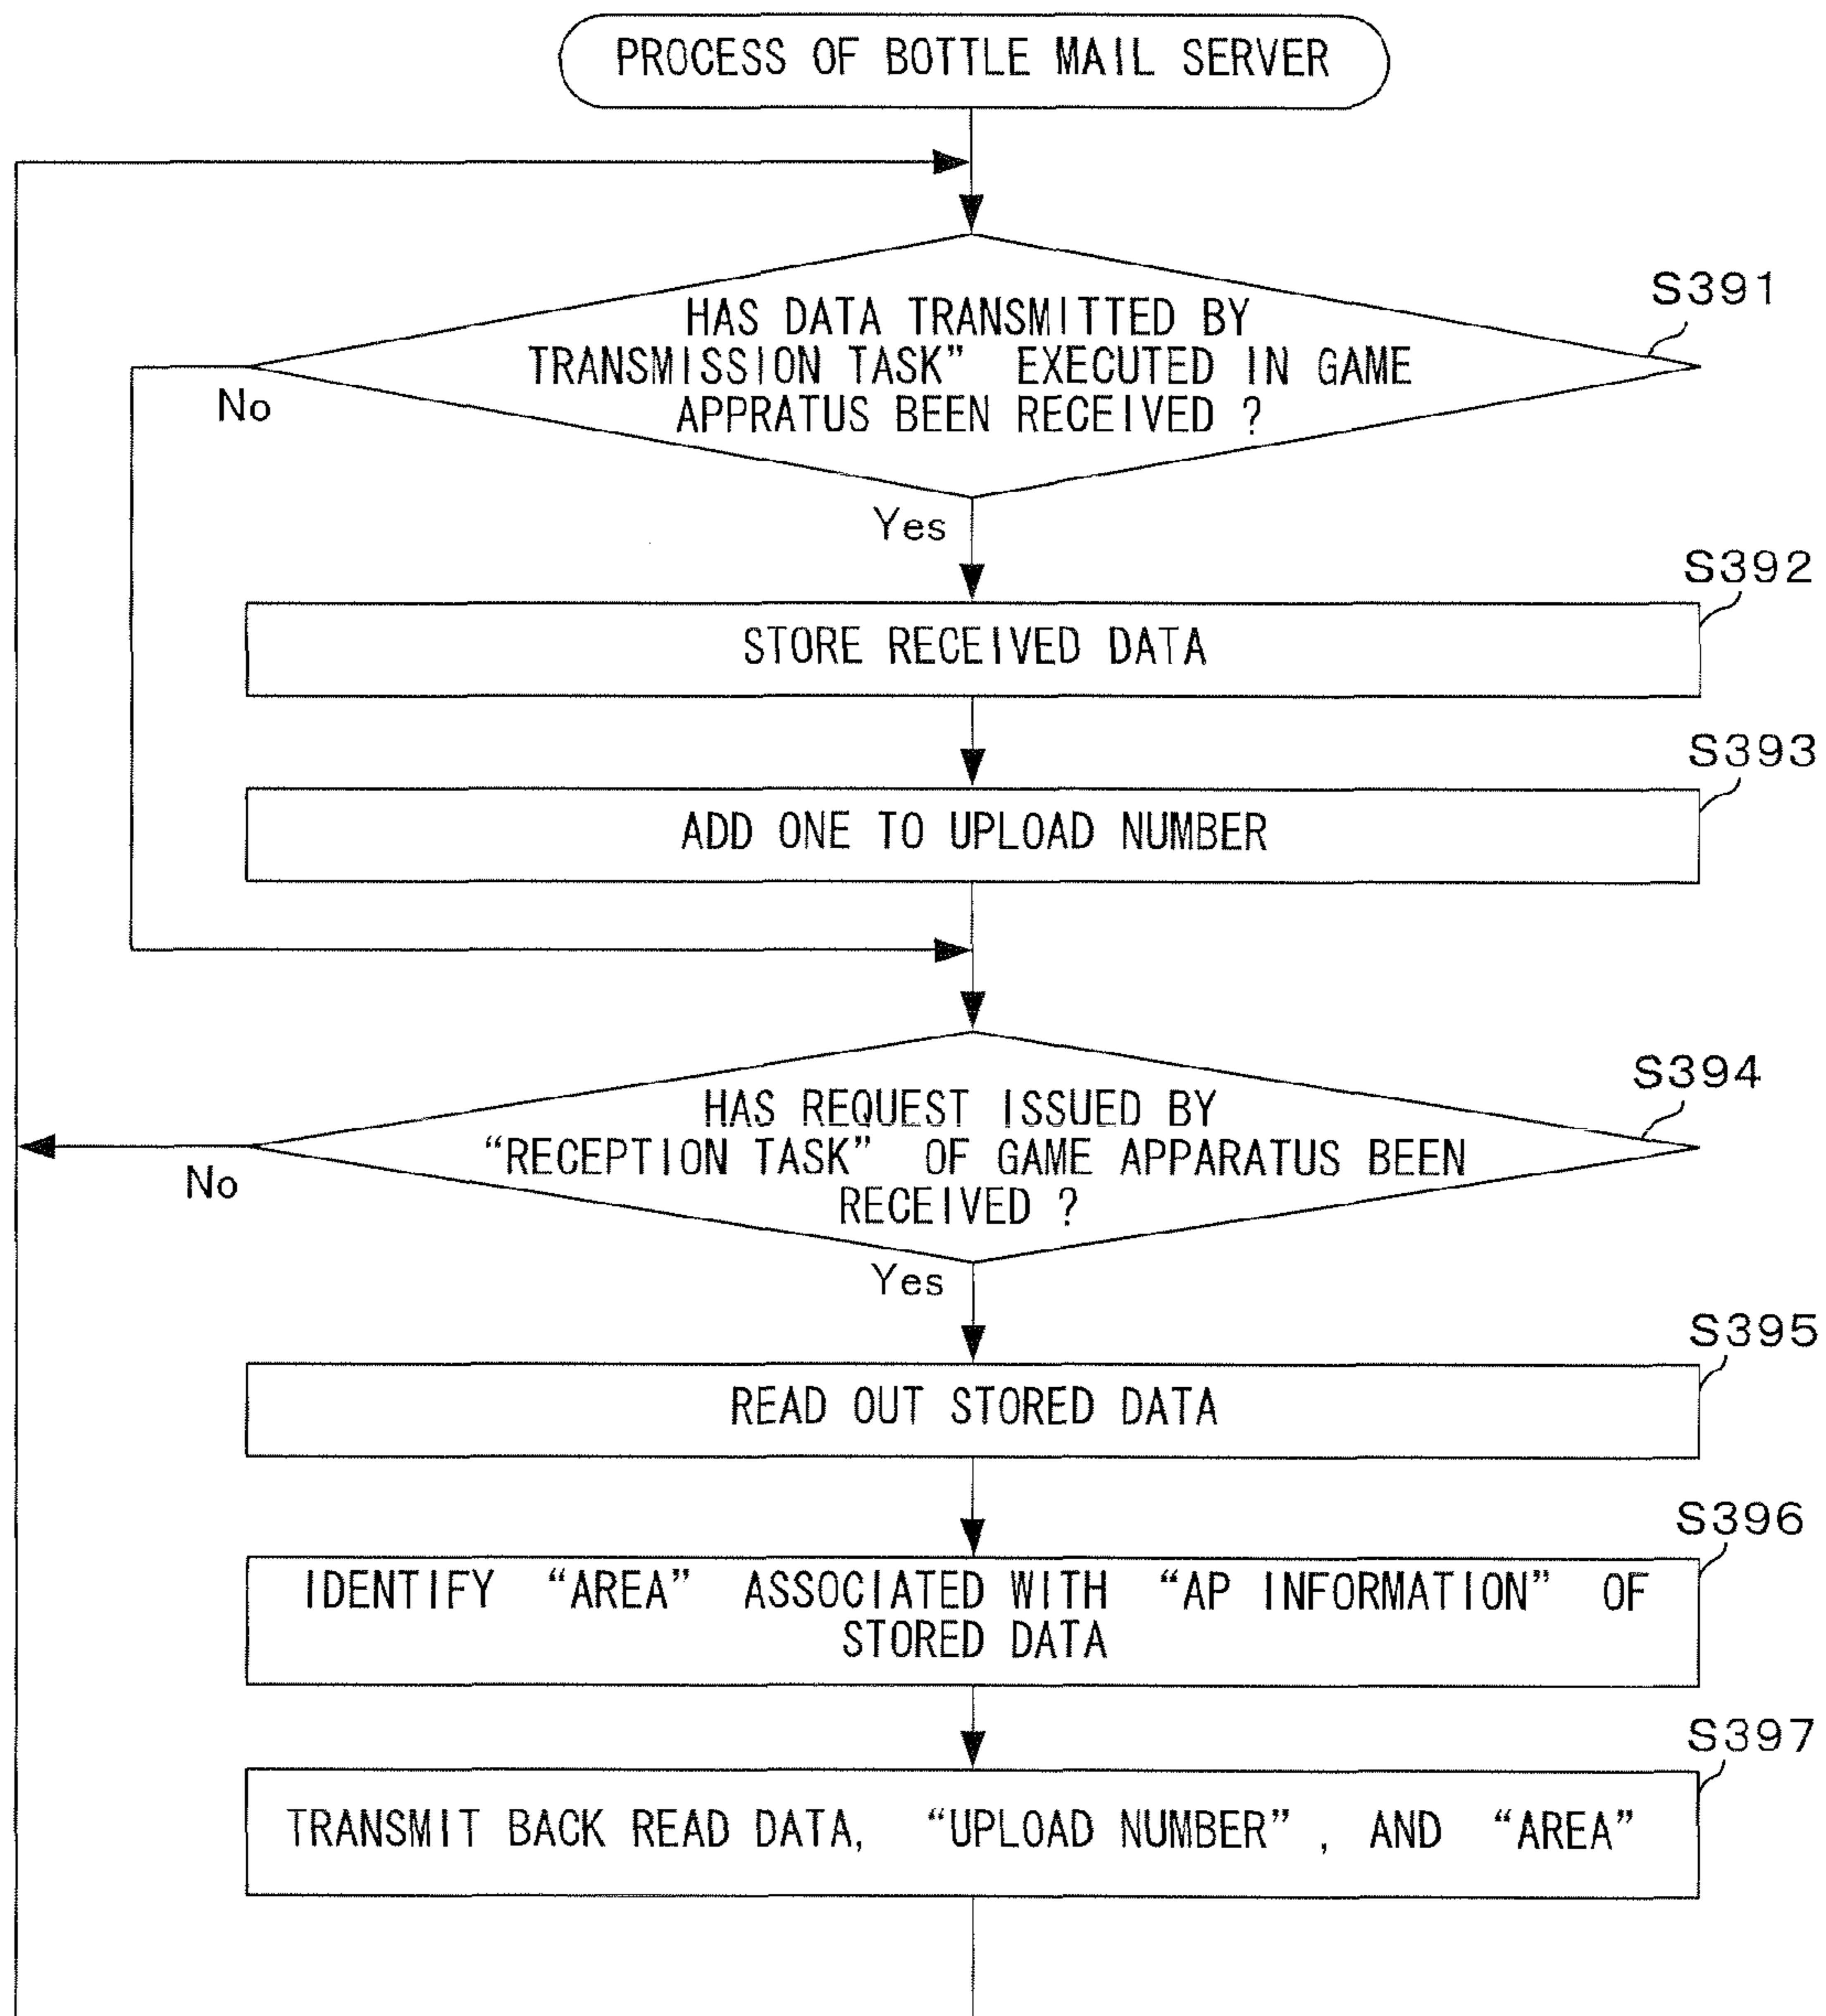 PROCESS OF BOTTLE MAIL SERVER
S391
HAS DATA TRANSMITTED BY
TRANSMISSION TASK” EXECUTED IN GAME
APPRATUS BEEN RECEIVED ?
No
Yes
S392
STORE RECEIVED DATA
S393
ADD ONE TO UPLOAD NUMBER
S394
HAS REQUEST ISSUED BY
“RECEPTION TASK” OF GAME APPARATUS BEEN
RECEIVED ?
No
Yes
S395
READ OUT STORED DATA
S396
IDENTIFY “AREA” ASSOCIATED WITH “AP INFORMATION” OF
STORED DATA
S397
TRANSMIT BACK READ DATA, “UPLOAD NUMBER”, AND “AREA”